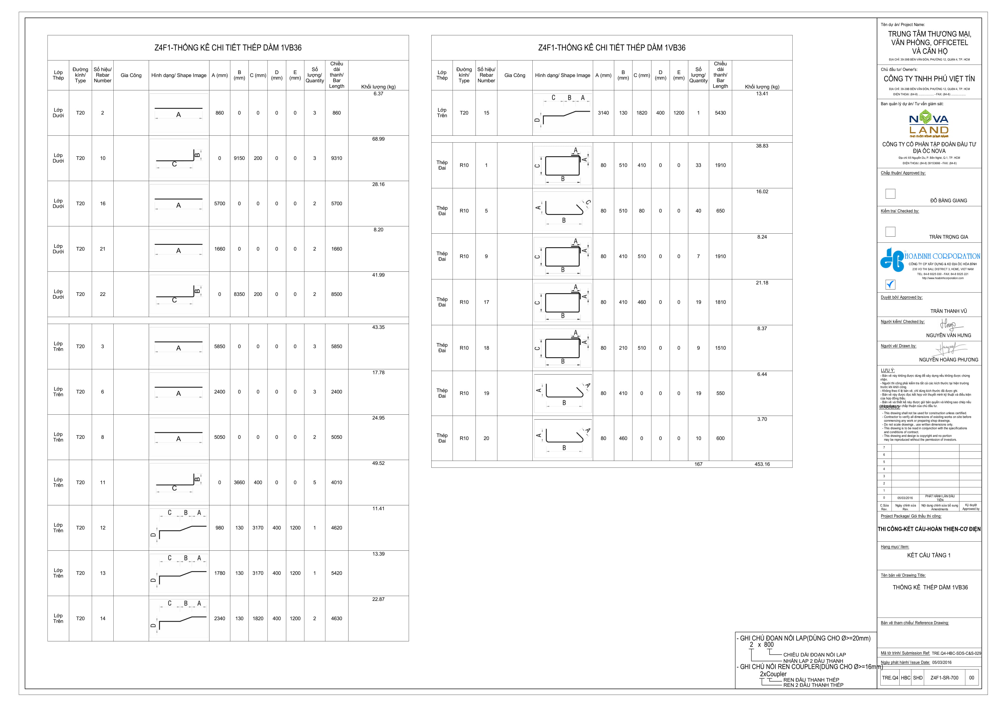 Z4F1-THỐNG KÊ CHI TIẾT THÉP DẦM 1VB36
Lớp Thép Đường kính/ Type Số hiệu/ Rebar Number Gia Công Hình dạng/ Shape Image A (mm) B (mm) C (mm) D (mm) E (mm) Số lượng/ Quantity Chiều dài thanh/ Bar Length Khối lượng (kg)
Lớp Dưới T20 2 A 860 0 0 0 0 3 860 6.37
Lớp Dưới T20 10 C B 0 9150 200 0 0 3 9310 68.99
Lớp Dưới T20 16 A 5700 0 0 0 0 2 5700 28.16
Lớp Dưới T20 21 A 1660 0 0 0 0 2 1660 8.20
Lớp Dưới T20 22 C B 0 8350 200 0 0 2 8500 41.99
Lớp Trên T20 3 A 5850 0 0 0 0 3 5850 43.35
Lớp Trên T20 6 A 2400 0 0 0 0 3 2400 17.78
Lớp Trên T20 8 A 5050 0 0 0 0 2 5050 24.95
Lớp Trên T20 11 C B 0 3660 400 0 0 5 4010 49.52
Lớp Trên T20 12 C B A D 980 130 3170 400 1200 1 4620 11.41
Lớp Trên T20 13 C B A D 1780 130 3170 400 1200 1 5420 13.39
Lớp Trên T20 14 C B A D 2340 130 1820 400 1200 2 4630 22.87
Z4F1-THỐNG KÊ CHI TIẾT THÉP DẦM 1VB36
Lớp Thép Đường kính/ Type Số hiệu/ Rebar Number Gia Công Hình dạng/ Shape Image A (mm) B (mm) C (mm) D (mm) E (mm) Số lượng/ Quantity Chiều dài thanh/ Bar Length Khối lượng (kg)
Lớp Trên T20 15 C B A D 3140 130 1820 400 1200 1 5430 13.41
Thép Đai R10 1 A A C B 80 510 410 0 0 33 1910 38.83
Thép Đai R10 5 A C B 80 510 80 0 0 40 650 16.02
Thép Đai R10 9 A A C B 80 410 510 0 0 7 1910 8.24
Thép Đai R10 17 A A C B 80 410 460 0 0 19 1810 21.18
Thép Đai R10 18 A A C B 80 210 510 0 0 9 1510 8.37
Thép Đai R10 19 A A B 80 410 0 0 0 19 550 6.44
Thép Đai R10 20 A A B 80 460 0 0 0 10 600 3.70
167 453.16
- GHI CHÚ ĐOẠN NỐI LAP(DÙNG CHO Ø>=20mm)
2 x 800
CHIỀU DÀI ĐOẠN NỐI LAP
NHÂN LAP 2 ĐẦU THANH
- GHI CHÚ NỐI REN COUPLER(DÙNG CHO Ø>=16mm)
2xCoupler
REN ĐẦU THANH THÉP
REN 2 ĐẦU THANH THÉP
Tên dự án/ Project Name:
TRUNG TÂM THƯƠNG MẠI,
VĂN PHÒNG, OFFICETEL
VÀ CĂN HỘ
ĐỊA CHỈ: 39-39B BẾN VÂN ĐỒN, PHƯỜNG 12, QUẬN 4, TP. HCM
Chủ đầu tư/ Owner's:
CÔNG TY TNHH PHÚ VIỆT TÍN
ĐỊA CHỈ: 39-39B BẾN VÂN ĐỒN, PHƯỜNG 12, QUẬN 4, TP. HCM
ĐIỆN THOẠI: (84-8) .................... - FAX: (84-8) ...................
Ban quản lý dự án/ Tư vấn giám sát:
NOVA
LAND
CÔNG TY CỔ PHẦN TẬP ĐOÀN ĐẦU TƯ
ĐỊA ỐC NOVA
Địa chỉ: 65 Nguyễn Du, P. Bến Nghé, Q.1, TP. HCM
ĐIỆN THOẠI: (84-8) 39153666 - FAX: (84-8)
Chấp thuận/ Approved by:
ĐỖ BẰNG GIANG
Kiểm tra/ Checked by:
TRẦN TRỌNG GIA
HOABINH CORPORATION
CÔNG TY CP XÂY DỰNG & KD ĐỊA ỐC HÒA BÌNH
235 VO THI SAU, DISTRICT 3, HCMC, VIET NAM
TEL: 84-8 9325 030 - FAX: 84-8 9325 221
http://www.hoabinhcorporation.com
Duyệt bởi/ Approved by:
TRẦN THANH VŨ
Người kiểm/ Checked by:
NGUYỄN VĂN HƯNG
Người vẽ/ Drawn by:
NGUYỄN HOÀNG PHƯƠNG
LƯU Ý:
- Bản vẽ này không được dùng để xây dựng nếu không được chứng
nhận.
- Người thi công phải kiểm tra tất cả các kích thước tại hiện trường
trước khi khởi công.
- Không theo tỉ lệ bản vẽ, chỉ dùng kích thước đã được ghi.
- Bản vẽ này được đọc kết hợp với thuyết minh kỹ thuật và điều kiện
của hợp đồng thầu.
- Bản vẽ và thiết kế này được giữ bản quyền và không sao chép nếu
chấp thuận của chủ đầu tư.
WARNING:
- This drawing shall not be used for construction unless certified.
- Contractor to verify all dimensions of existing works on site before
commencing any work or preparing shop drawings.
- Do not scale drawings , use written dimensions only.
- This drawing is to be read in conjunction with the specifications
and conditions of contract.
- This drawing and design is copyright and no portion
may be reproduced without the permission of investors.
7
6
5
4
3
2
1
0 05/03/2016 PHÁT HÀNH LẦN ĐẦU TIÊN
C.Sửa Rev. Ngày chỉnh sửa Rev. Nội dung chỉnh sửa bổ sung Amendments Ký duyệt Approved by
Project Package/ Gói thầu thi công:
THI CÔNG-KẾT CẤU-HOÀN THIỆN-CƠ ĐIỆN
Hạng mục/ Item:
KẾT CẤU TẦNG 1
Tên bản vẽ/ Drawing Title:
THỐNG KÊ THÉP DẦM 1VB36
Bản vẽ tham chiếu/ Reference Drawing:
Mã tờ trình/ Submission Ref: TRE.Q4-HBC-SDS-C&S-029
Ngày phát hành/ Issue Date: 05/03/2016
TRE.Q4 HBC SHD Z4F1-SR-700 00